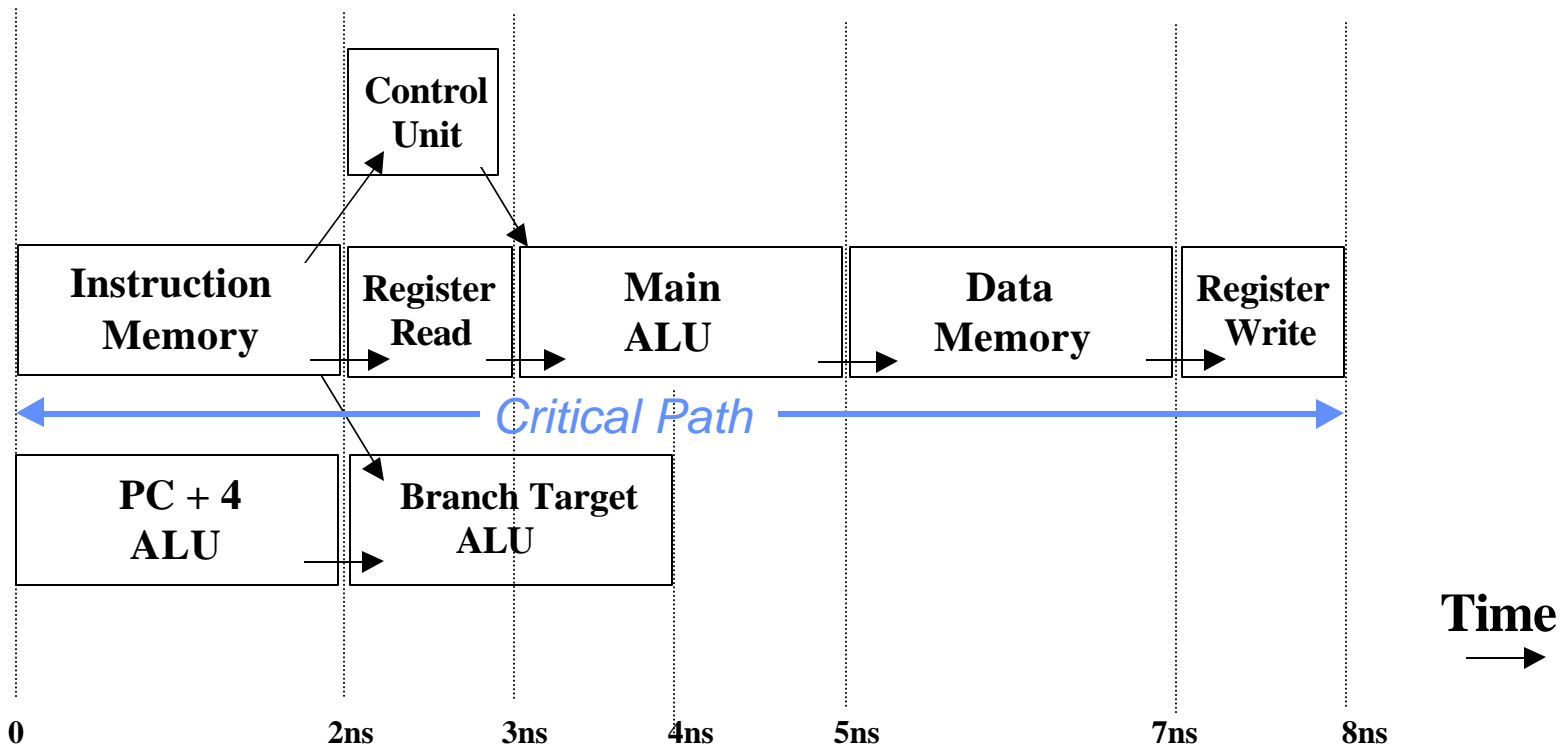 Control
Unit
Instruction
Memory
Register
Read
Main
ALU
Data
Memory
Register
Write
Critical Path
PC + 4
ALU
Branch Target
ALU
Time
0 2ns 3ns 4ns 5ns 7ns 8ns